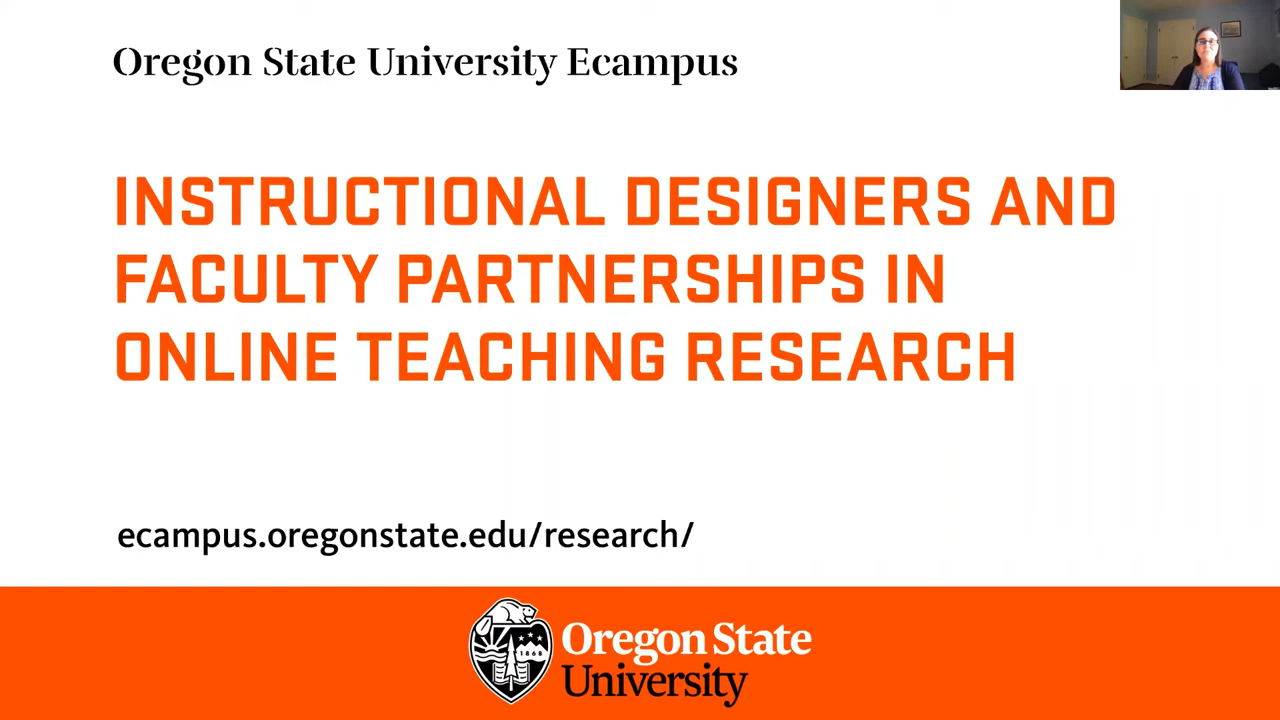 Oregon State University Ecampus
INSTRUCTIONAL DESIGNERS AND
FACULTY PARTNERSHIPS IN
ONLINE TEACHING RESEARCH
ecampus.oregonstate.edu/research/
1868
Oregon State
University